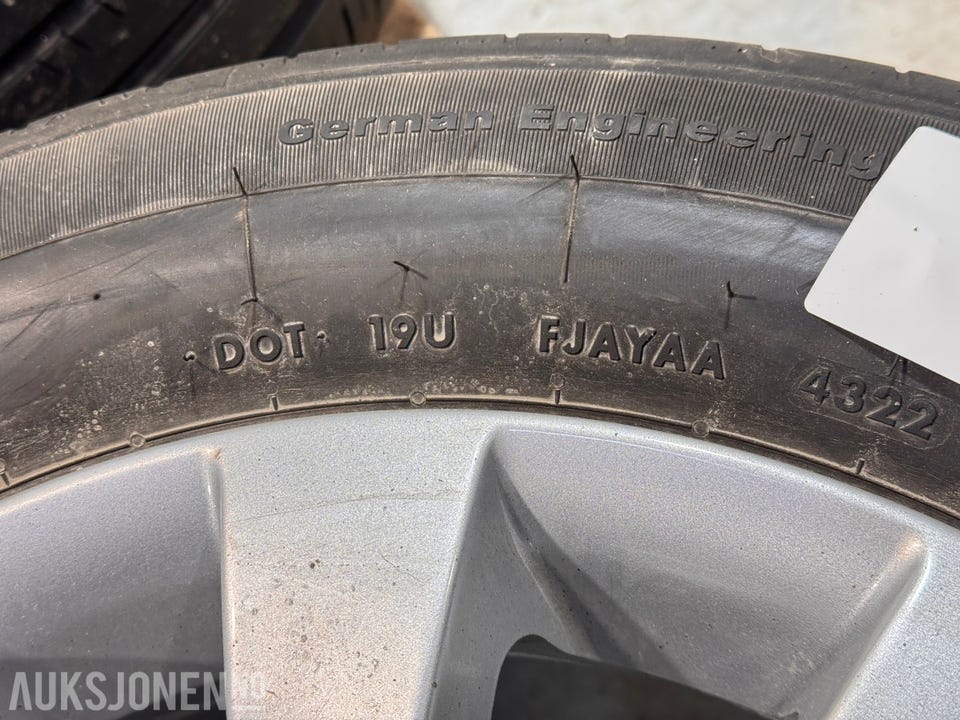 German Engineering
DOT 19U FJAYAA 4322
AUKSJONEN.NO